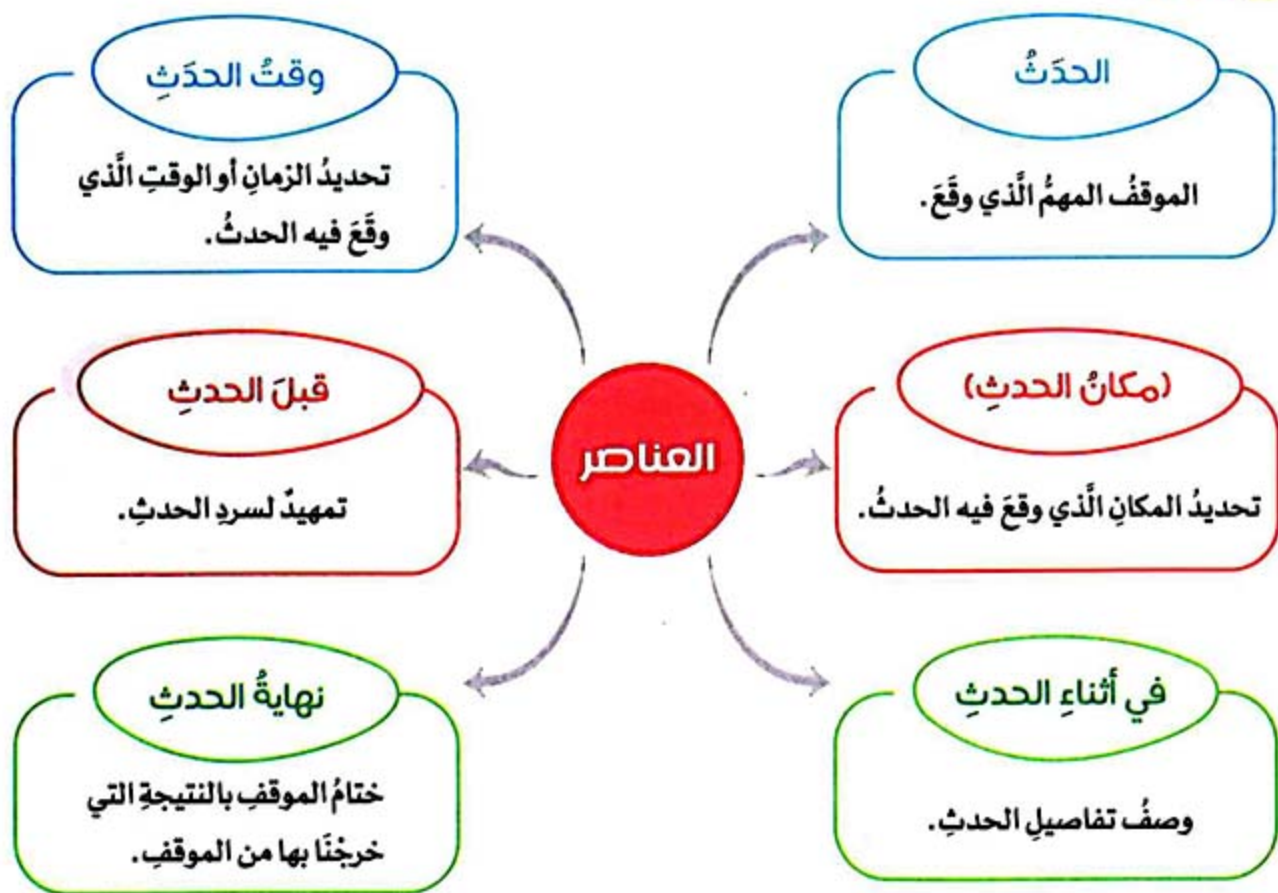 الحدَثُ
الموقفُ المهمُّ الَّذي وقَعَ.
وقتُ الحدَثِ
تحديدُ الزمانِ أو الوقتِ الَّذي
وقَعَ فيه الحدثُ.
العناصر
(مكانُ الحدثِ)
تحديدُ المكانِ الَّذي وقعَ فيه الحدثُ.
قبلَ الحدثِ
تمهيدٌ لسردِ الحدثِ.
في أثناءِ الحدثِ
وصفُ تفاصيلِ الحدثِ.
نهايةُ الحدثِ
ختامُ الموقفِ بالنتيجةِ التي
خرجْنَا بها من الموقفِ.